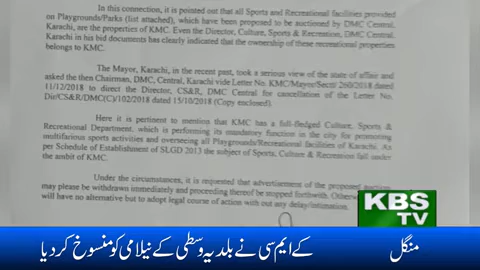 In this connection, it is pointed out that all Sports and Recreational facilities provided
on Playgrounds/Parks (list attached), which have been proposed to be auctioned by DMC Central,
Karachi, are the properties of KMC. Even the Director, Culture, Sports & Recreation, DMC Central,
Karachi in his bid documents has clearly indicated that the ownership of these recreational properties
belongs to KMC.
The Mayor, Karachi, in the recent past, took a serious view of the state of affair and
asked the then Chairman, DMC, Central, Karachi vide Letter No. KMC/Mayor/Sectt/ 260/2018 dated
11/12/2018 to direct the Director, CS&R, DMC Central for cancellation of the Letter No.
Dir/CS&R/DMC(C)/102/2018 dated 15/10/2018 (Copy enclosed).
Here it is pertinent to mentions that KMC has a full-fledged Culture, Sports &
Recreational Department, which is performing its mandatory function in the city for promoting
multifarious sports activities and overseeing all Playgrounds/Recreational facilities of Karachi. As
per Schedule of Establishment of SLGD 2013 the subject of Sports, Culture & Recreation fall under
the ambit of KMC.
Under the circumstances, it is requested that advertisement of the proposed auction
may please be withdrawn immediately and proceeding thereof be stopped forthwith. Otherwise
will have no alternative but to adopt legal course of action with out any delay/intimation.
KBS
TV
منگل
کے ایم سی نے بلدیہ وسطی کے نیلامی کو منسوخ کر دیا